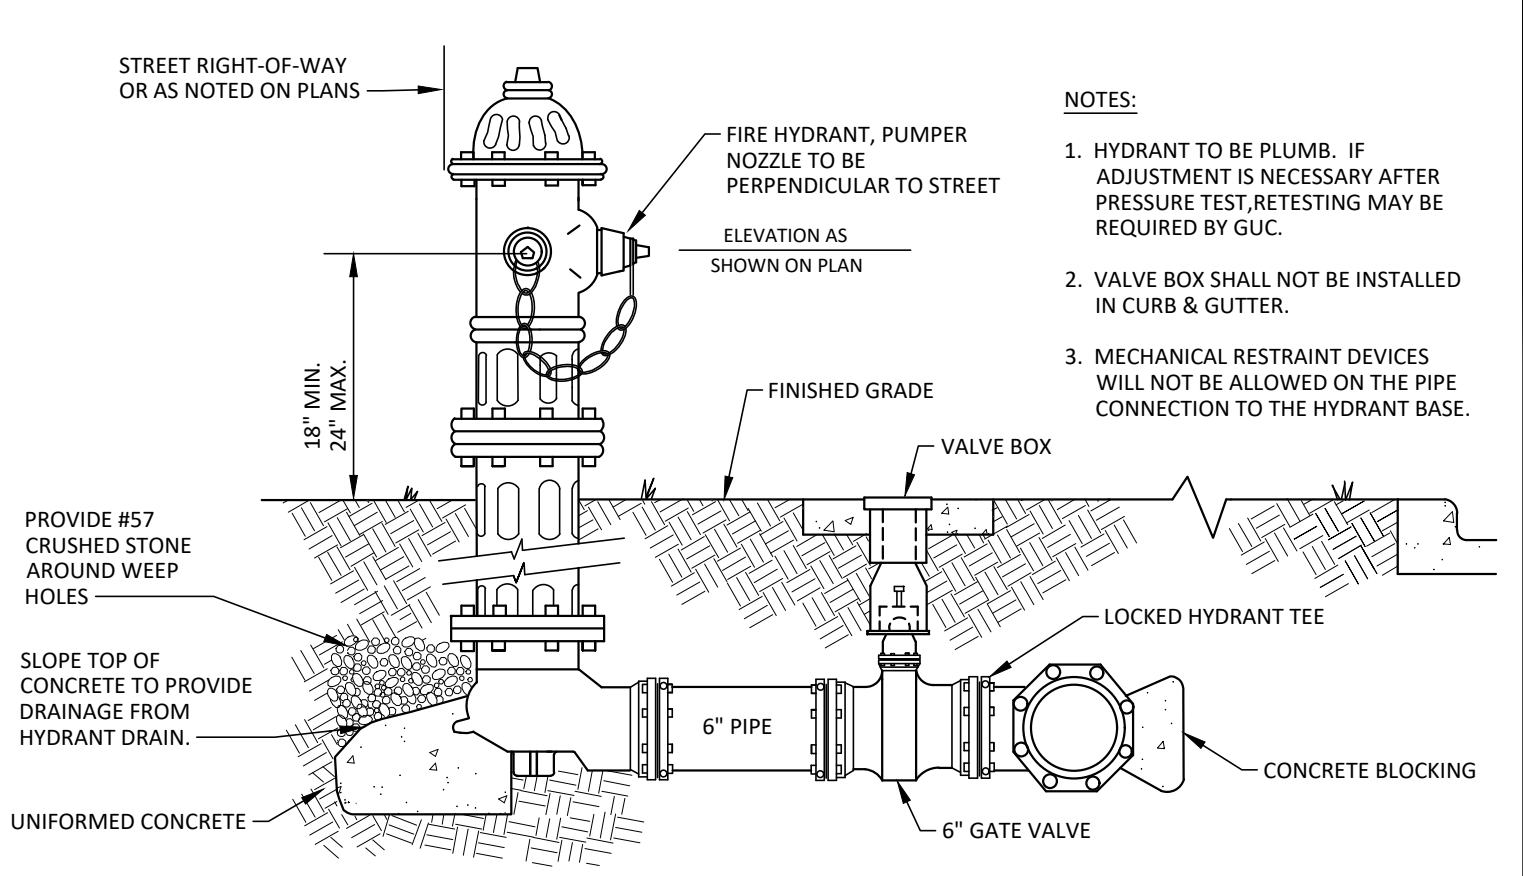 STREET RIGHT-OF-WAY
OR AS NOTED ON PLANS
FIRE HYDRANT, PUMPER
NOZZLE TO BE
PERPENDICULAR TO STREET
ELEVATION AS
SHOWN ON PLAN
NOTES:
1. HYDRANT TO BE PLUMB. IF
ADJUSTMENT IS NECESSARY AFTER
PRESSURE TEST,RETESTING MAY BE
REQUIRED BY GUC.
2. VALVE BOX SHALL NOT BE INSTALLED
IN CURB & GUTTER.
3. MECHANICAL RESTRAINT DEVICES
WILL NOT BE ALLOWED ON THE PIPE
CONNECTION TO THE HYDRANT BASE.
18" MIN.
24" MAX.
FINISHED GRADE
VALVE BOX
PROVIDE #57
CRUSHED STONE
AROUND WEEP
HOLES
SLOPE TOP OF
CONCRETE TO PROVIDE
DRAINAGE FROM
HYDRANT DRAIN.
UNIFORMED CONCRETE
6" PIPE
LOCKED HYDRANT TEE
CONCRETE BLOCKING
6" GATE VALVE